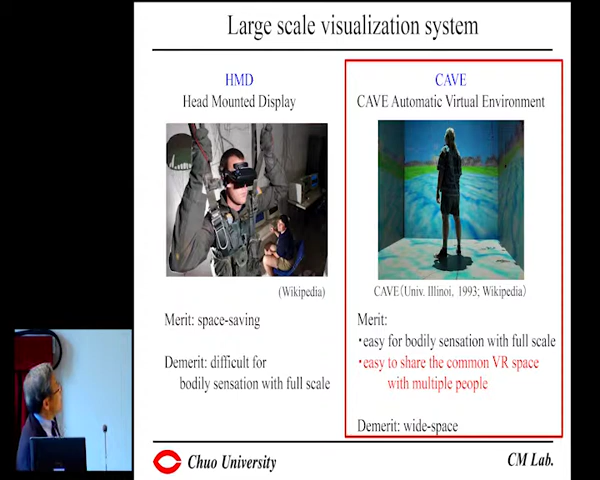 Large scale visualization system
HMD
Head Mounted Display
(Wikipedia)
Merit: space-saving
Demerit: difficult for
bodily sensation with full scale
CAVE
CAVE Automatic Virtual Environment
CAVE(Univ. Illinoi, 1993; Wikipedia)
Merit:
・easy for bodily sensation with full scale
・easy to share the common VR space
with multiple people
Demerit: wide-space
Chuo University
CM Lab.